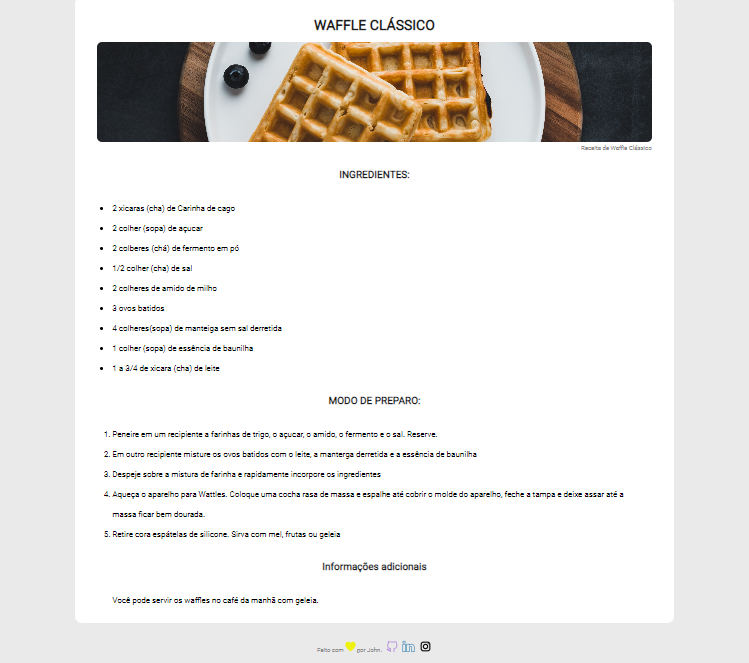 WAFFLE CLÁSSICO
Receita de Waffle Clássico
INGREDIENTES:
2 xicaras (cha) de Carinha de cago
2 colher (sopa) de açucar
2 colberes (chá) de fermento em pó
1/2 colher (cha) de sal
2 colheres de amido de milho
3 ovos batidos
4 colheres(sopa) de manteiga sem sal derretida
1 colher (sopa) de essência de baunilha
1 a 3/4 de xicara (cha) de leite
MODO DE PREPARO:
1. Peneire em um recipiente a farinhas de trigo, o açucar, o amido, o fermento e o sal. Reserve.
2. Em outro recipiente misture os ovos batidos com o leite, a manterga derretida e a essência de baunilha
3. Despeje sobre a mistura de farinha e rapidamente incorpore os ingredientes
4. Aqueça o aparelho para Wattles. Coloque uma cocha rasa de massa e espalhe até cobrir o molde do aparelho, feche a tampa e deixe assar até a
massa ficar bem dourada.
5. Retire cora espátelas de silicone. Sirva com mel, frutas ou geleia
Informações adicionais
Você pode servir os waffles no café da manhã com geleia.
Feito com 💛 por John.